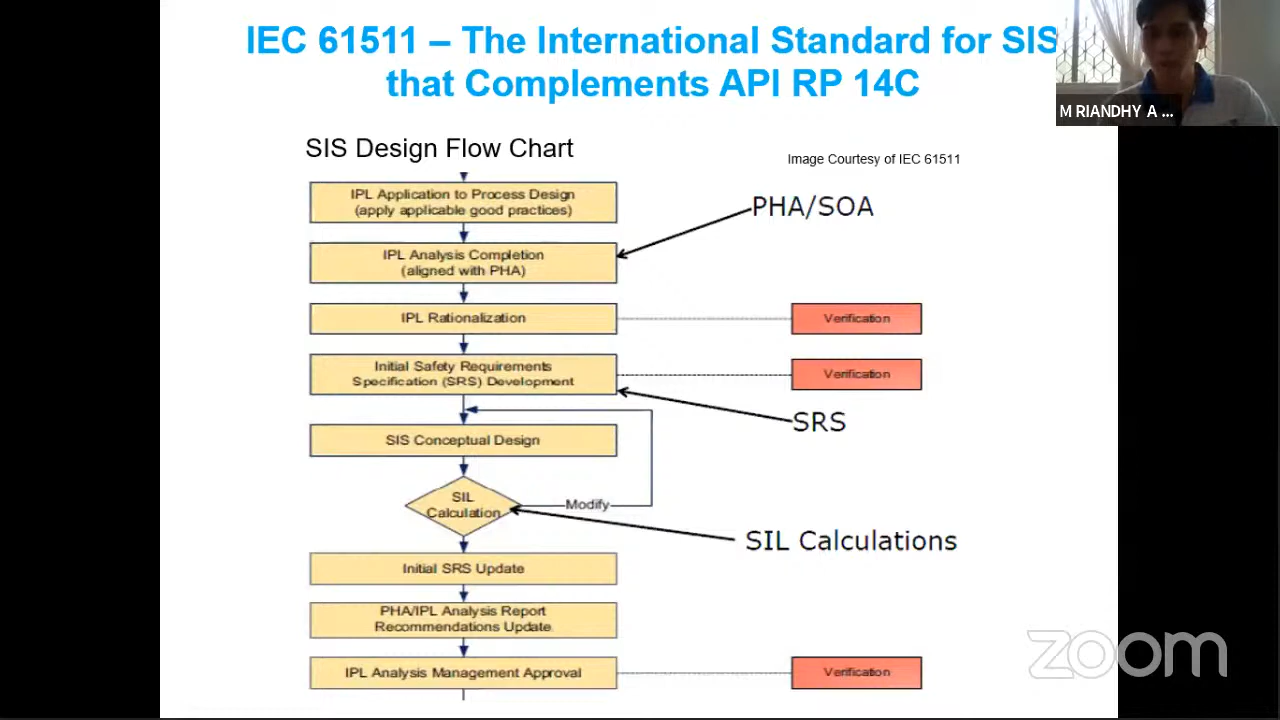 IEC 61511 – The International Standard for SIS
that Complements API RP 14C
M RIANDHY A ...
SIS Design Flow Chart
Image Courtesy of IEC 61511
IPL Application to Process Design
(apply applicable good practices)
PHA/SOA
IPL Analysis Completion
(aligned with PHA)
IPL Rationalization
Verification
Initial Safety Requirements
Specification (SRS) Development
Verification
SRS
SIS Conceptual Design
SIL
Calculation
Modify
SIL Calculations
Initial SRS Update
PHA/IPL Analysis Report
Recommendations Update
IPL Analysis Management Approval
Verification
zoom